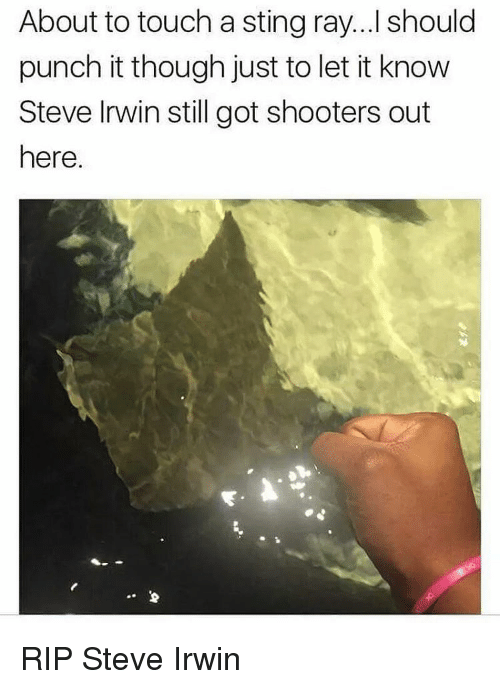 About to touch a sting ray...I should
punch it though just to let it know
Steve Irwin still got shooters out
here.
RIP Steve Irwin